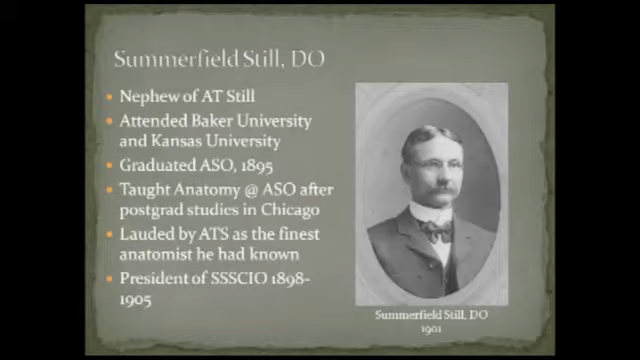 Summerfield Still, DO
Nephew of AT Still
Attended Baker University
and Kansas University
Graduated ASO, 1895
Taught Anatomy @ ASO after
postgrad studies in Chicago
Lauded by ATS as the finest
anatomist he had known
President of SSSCIO 1898-
1905
Summerfield Still, DO
1901